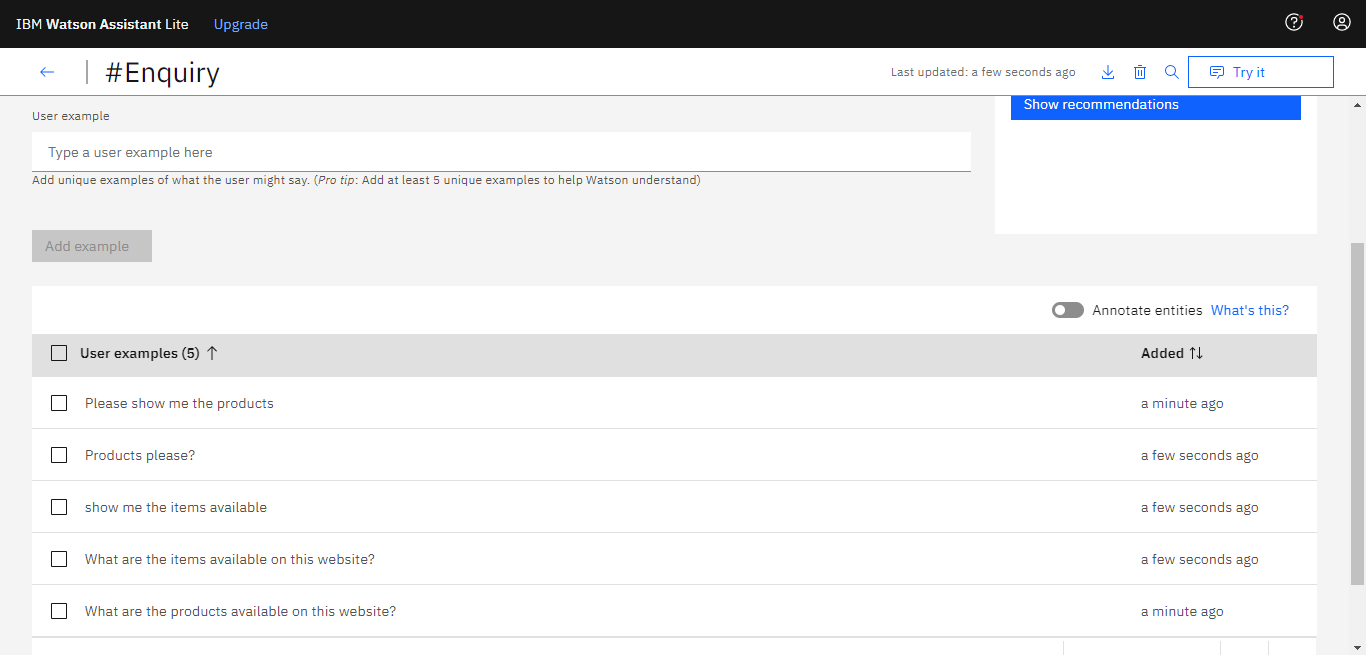 IBM Watson Assistant Lite Upgrade
#Enquiry Last updated: a few seconds ago Try it
Show recommendations
User example
Type a user example here
Add unique examples of what the user might say. (Pro tip: Add at least 5 unique examples to help Watson understand)
Add example
Annotate entities What's this?
User examples (5) Added
Please show me the products a minute ago
Products please? a few seconds ago
show me the items available a few seconds ago
What are the items available on this website? a few seconds ago
What are the products available on this website? a minute ago